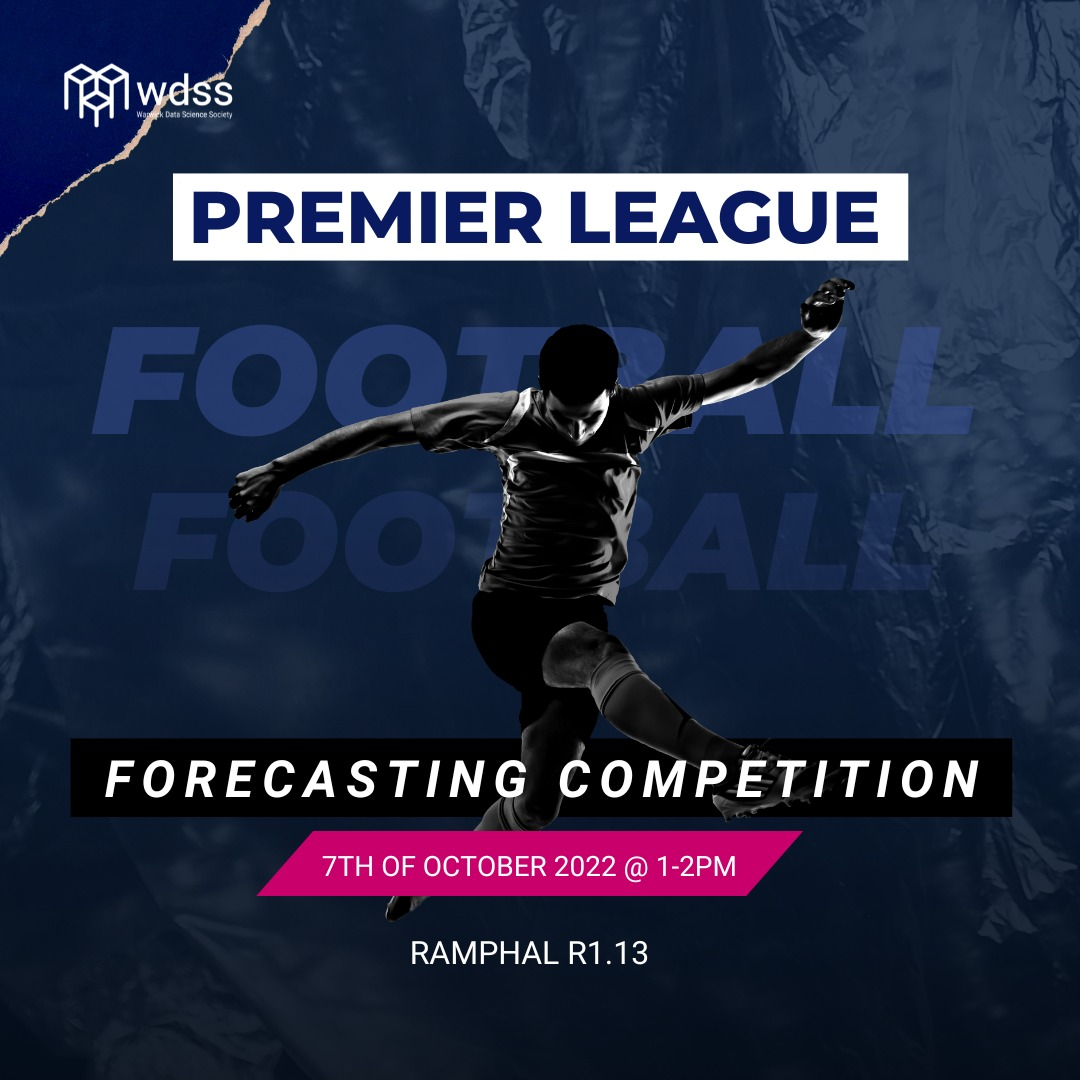 wdss
Warwick Data Science Society
PREMIER LEAGUE
FOOTBALL
FOOTBALL
FORECASTING COMPETITION
7TH OF OCTOBER 2022 @ 1-2PM
RAMPHAL R1.13